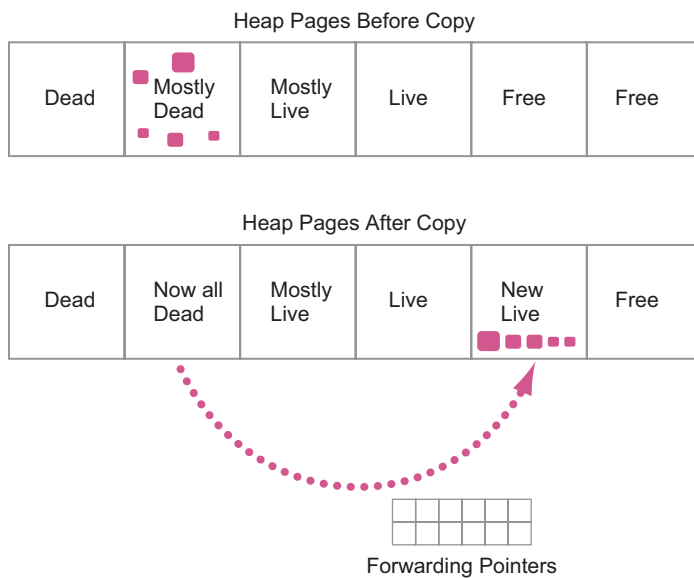 Heap Pages Before Copy
Dead
Mostly
Dead
Mostly
Live
Live
Free
Free
Heap Pages After Copy
Dead
Now all
Dead
Mostly
Live
Live
New
Live
Free
Forwarding Pointers